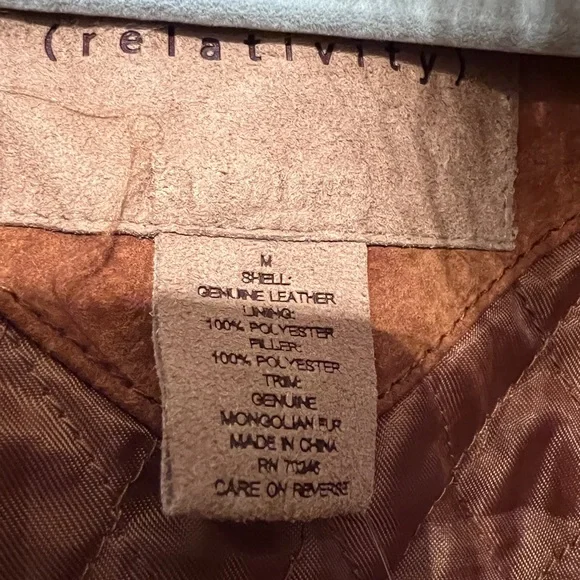 (relativity)
M
SHELL:
GENUINE LEATHER
LINING:
100% POLYESTER
FILLER:
100% POLYESTER
TRIM:
GENUINE
MONGOLIAN FUR
MADE IN CHINA
RN
CARE ON REVERSE